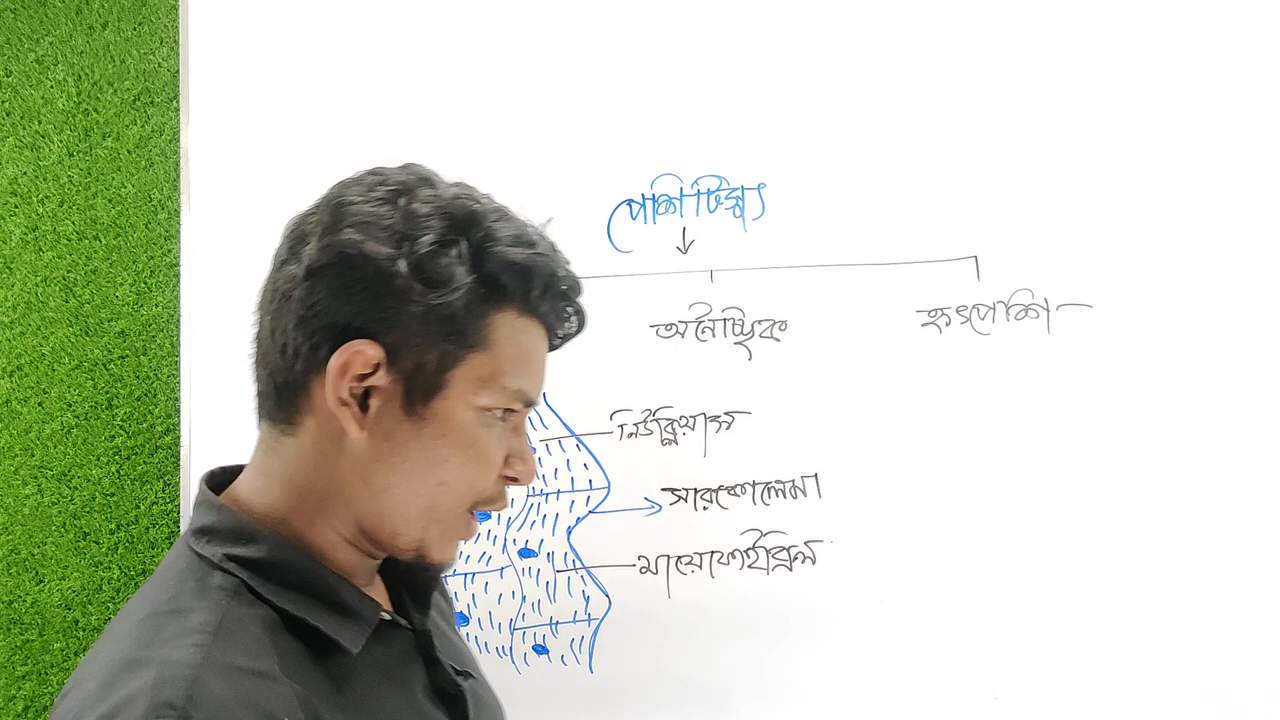 পেশি টিস্যু
অনৈচ্ছিক
হৃৎপেশি
নিউক্লিয়াস
সারকোলেমা
মায়োফাইব্রিল